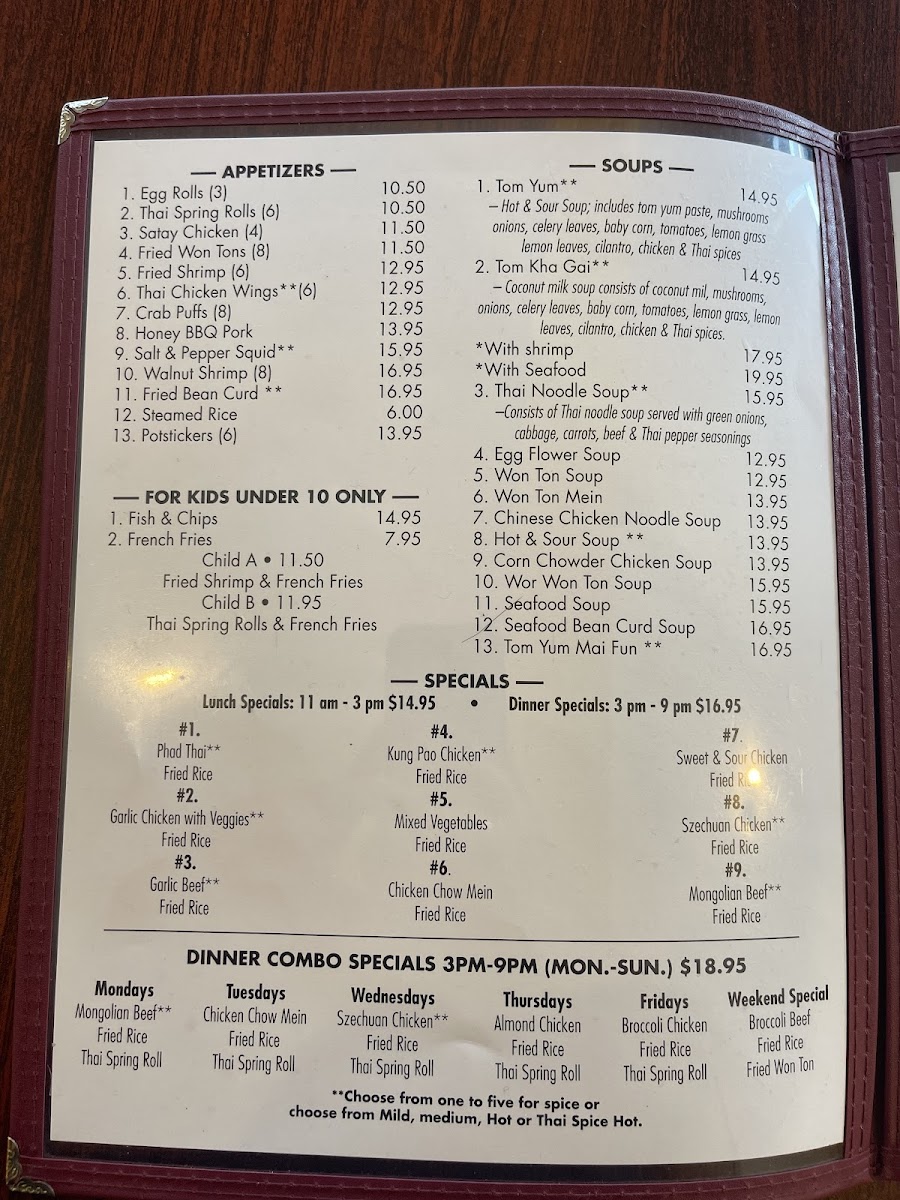 — APPETIZERS —
1. Egg Rolls (3) 10.50
2. Thai Spring Rolls (6) 10.50
3. Satay Chicken (4) 11.50
4. Fried Won Tons (8) 11.50
5. Fried Shrimp (6) 12.95
6. Thai Chicken Wings**(6) 12.95
7. Crab Puffs (8) 12.95
8. Honey BBQ Pork 13.95
9. Salt & Pepper Squid** 15.95
10. Walnut Shrimp (8) 16.95
11. Fried Bean Curd ** 16.95
12. Steamed Rice 6.00
13. Potstickers (6) 13.95
— FOR KIDS UNDER 10 ONLY —
1. Fish & Chips 14.95
2. French Fries 7.95
Child A • 11.50
Fried Shrimp & French Fries
Child B • 11.95
Thai Spring Rolls & French Fries
— SOUPS —
1. Tom Yum** 14.95
– Hot & Sour Soup; includes tom yum paste, mushrooms
onions, celery leaves, baby corn, tomatoes, lemon grass
lemon leaves, cilantro, chicken & Thai spices
2. Tom Kha Gai** 14.95
– Coconut milk soup consists of coconut mil, mushrooms,
onions, celery leaves, baby corn, tomatoes, lemon grass, lemon
leaves, cilantro, chicken & Thai spices.
*With shrimp 17.95
*With Seafood 19.95
3. Thai Noodle Soup** 15.95
–Consists of Thai noodle soup served with green onions,
cabbage, carrots, beef & Thai pepper seasonings
4. Egg Flower Soup 12.95
5. Won Ton Soup 12.95
6. Won Ton Mein 13.95
7. Chinese Chicken Noodle Soup 13.95
8. Hot & Sour Soup ** 13.95
9. Corn Chowder Chicken Soup 13.95
10. Wor Won Ton Soup 15.95
11. Seafood Soup 15.95
12. Seafood Bean Curd Soup 16.95
13. Tom Yum Mai Fun ** 16.95
— SPECIALS —
Lunch Specials: 11 am - 3 pm $14.95 • Dinner Specials: 3 pm - 9 pm $16.95
#1.
Phad Thai**
Fried Rice
#2.
Garlic Chicken with Veggies**
Fried Rice
#3.
Garlic Beef**
Fried Rice
#4.
Kung Pao Chicken**
Fried Rice
#5.
Mixed Vegetables
Fried Rice
#6.
Chicken Chow Mein
Fried Rice
#7.
Sweet & Sour Chicken
Fried
#8.
Szechuan Chicken**
Fried Rice
#9.
Mongolian Beef**
Fried Rice
DINNER COMBO SPECIALS 3PM-9PM (MON.-SUN.) $18.95
Mondays
Mongolian Beef**
Fried Rice
Thai Spring Roll
Tuesdays
Chicken Chow Mein
Fried Rice
Thai Spring Roll
Wednesdays
Szechuan Chicken**
Fried Rice
Thai Spring Roll
Thursdays
Almond Chicken
Fried Rice
Thai Spring Roll
Fridays
Broccoli Chicken
Fried Rice
Thai Spring Roll
Weekend Special
Broccoli Beef
Fried Rice
Fried Won Ton
**Choose from one to five for spice or
choose from Mild, medium, Hot or Thai Spice Hot.